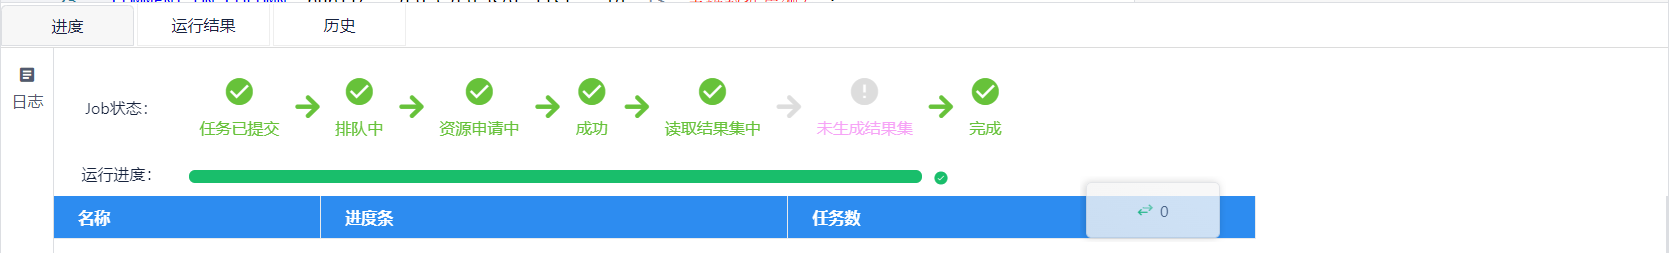 进度 运行结果 历史
日志
Job状态：
任务已提交 排队中 资源申请中 成功 读取结果集中 未生成结果集 完成
运行进度：
名称 进度条 任务数
0